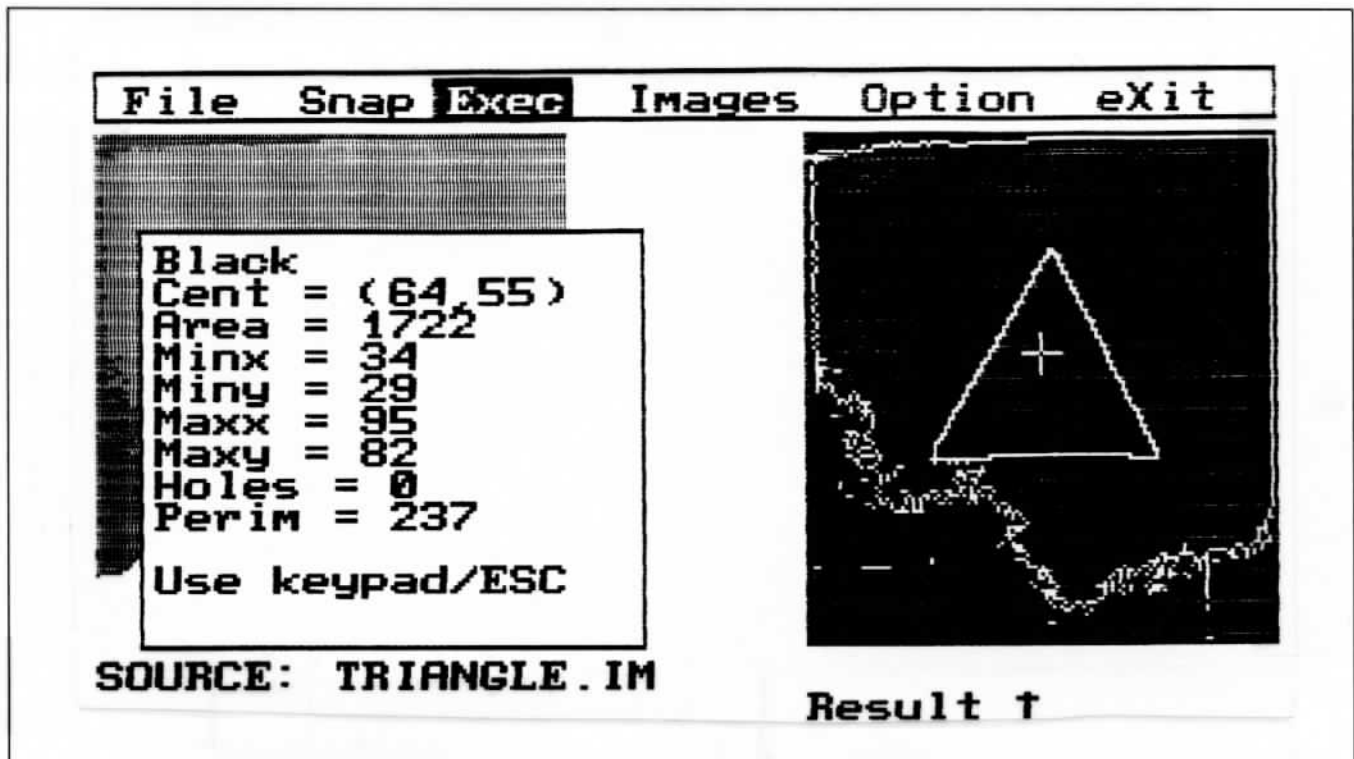 File Snap Exec Images Option eXit
Black
Cent = (64,55)
Area = 1722
Minx = 34
Miny = 29
Maxx = 95
Maxy = 82
Holes = 0
Perim = 237
Use keypad/ESC
SOURCE: TRIANGLE.IM
Result ↑